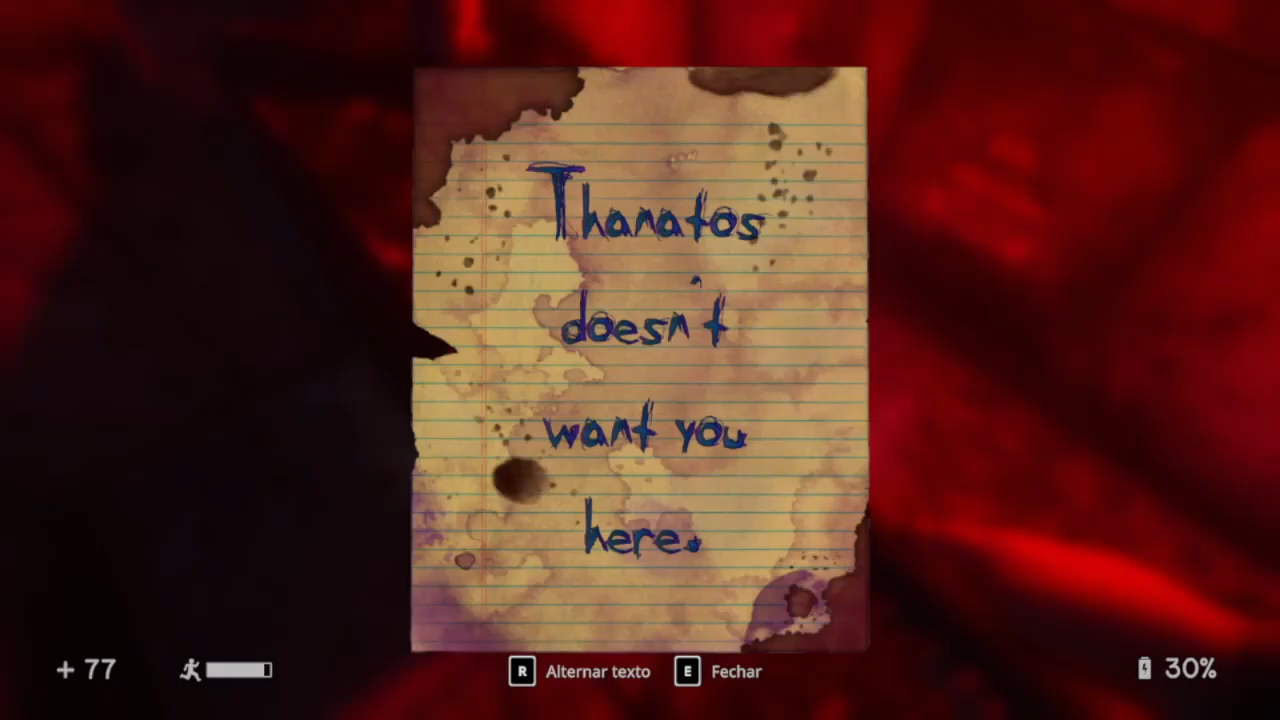 Thanatos
doesn't
want you
here.
+ 77
R Alternar texto E Fechar
30%